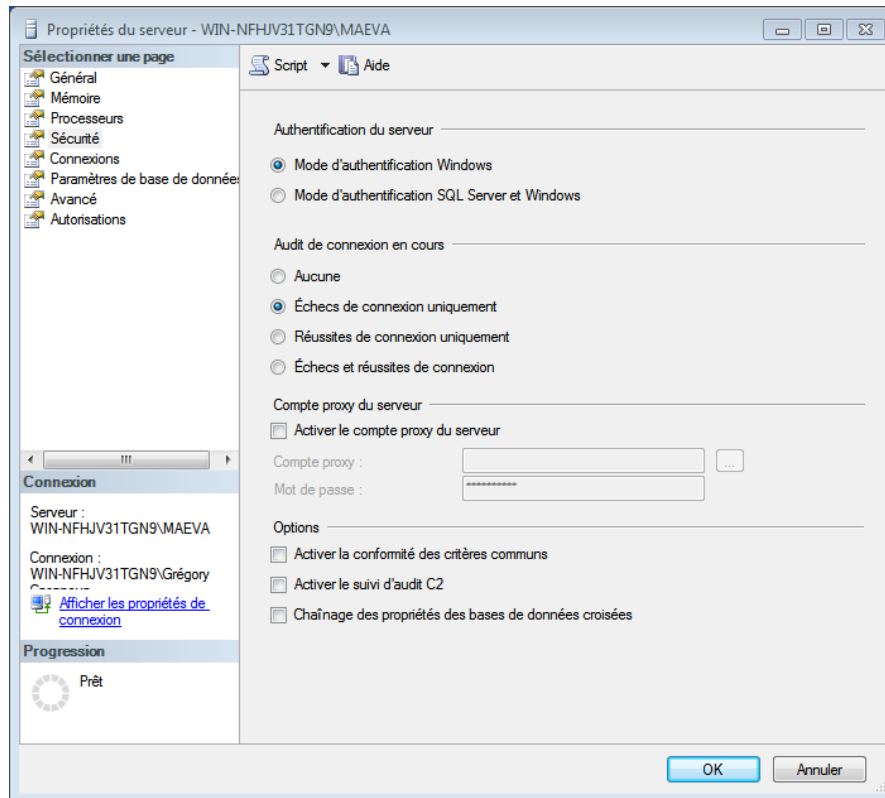 Propriétés du serveur - WIN-NFHJV31TGN9\MAEVA
Sélectionner une page
Général
Mémoire
Processeurs
Sécurité
Connexions
Paramètres de base de données
Avancé
Autorisations
Connexion
Serveur :
WIN-NFHJV31TGN9\MAEVA
Connexion :
WIN-NFHJV31TGN9\Grégory
Afficher les propriétés de
connexion
Progression
Prêt
Script
Aide
Authentification du serveur
Mode d'authentification Windows
Mode d'authentification SQL Server et Windows
Audit de connexion en cours
Aucune
Échecs de connexion uniquement
Réussites de connexion uniquement
Échecs et réussites de connexion
Compte proxy du serveur
Activer le compte proxy du serveur
Compte proxy :
...
Mot de passe :
**********
Options
Activer la conformité des critères communs
Activer le suivi d'audit C2
Chaînage des propriétés des bases de données croisées
OK
Annuler